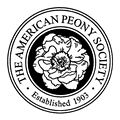 THE AMERICAN PEONY SOCIETY
• Established 1903 •